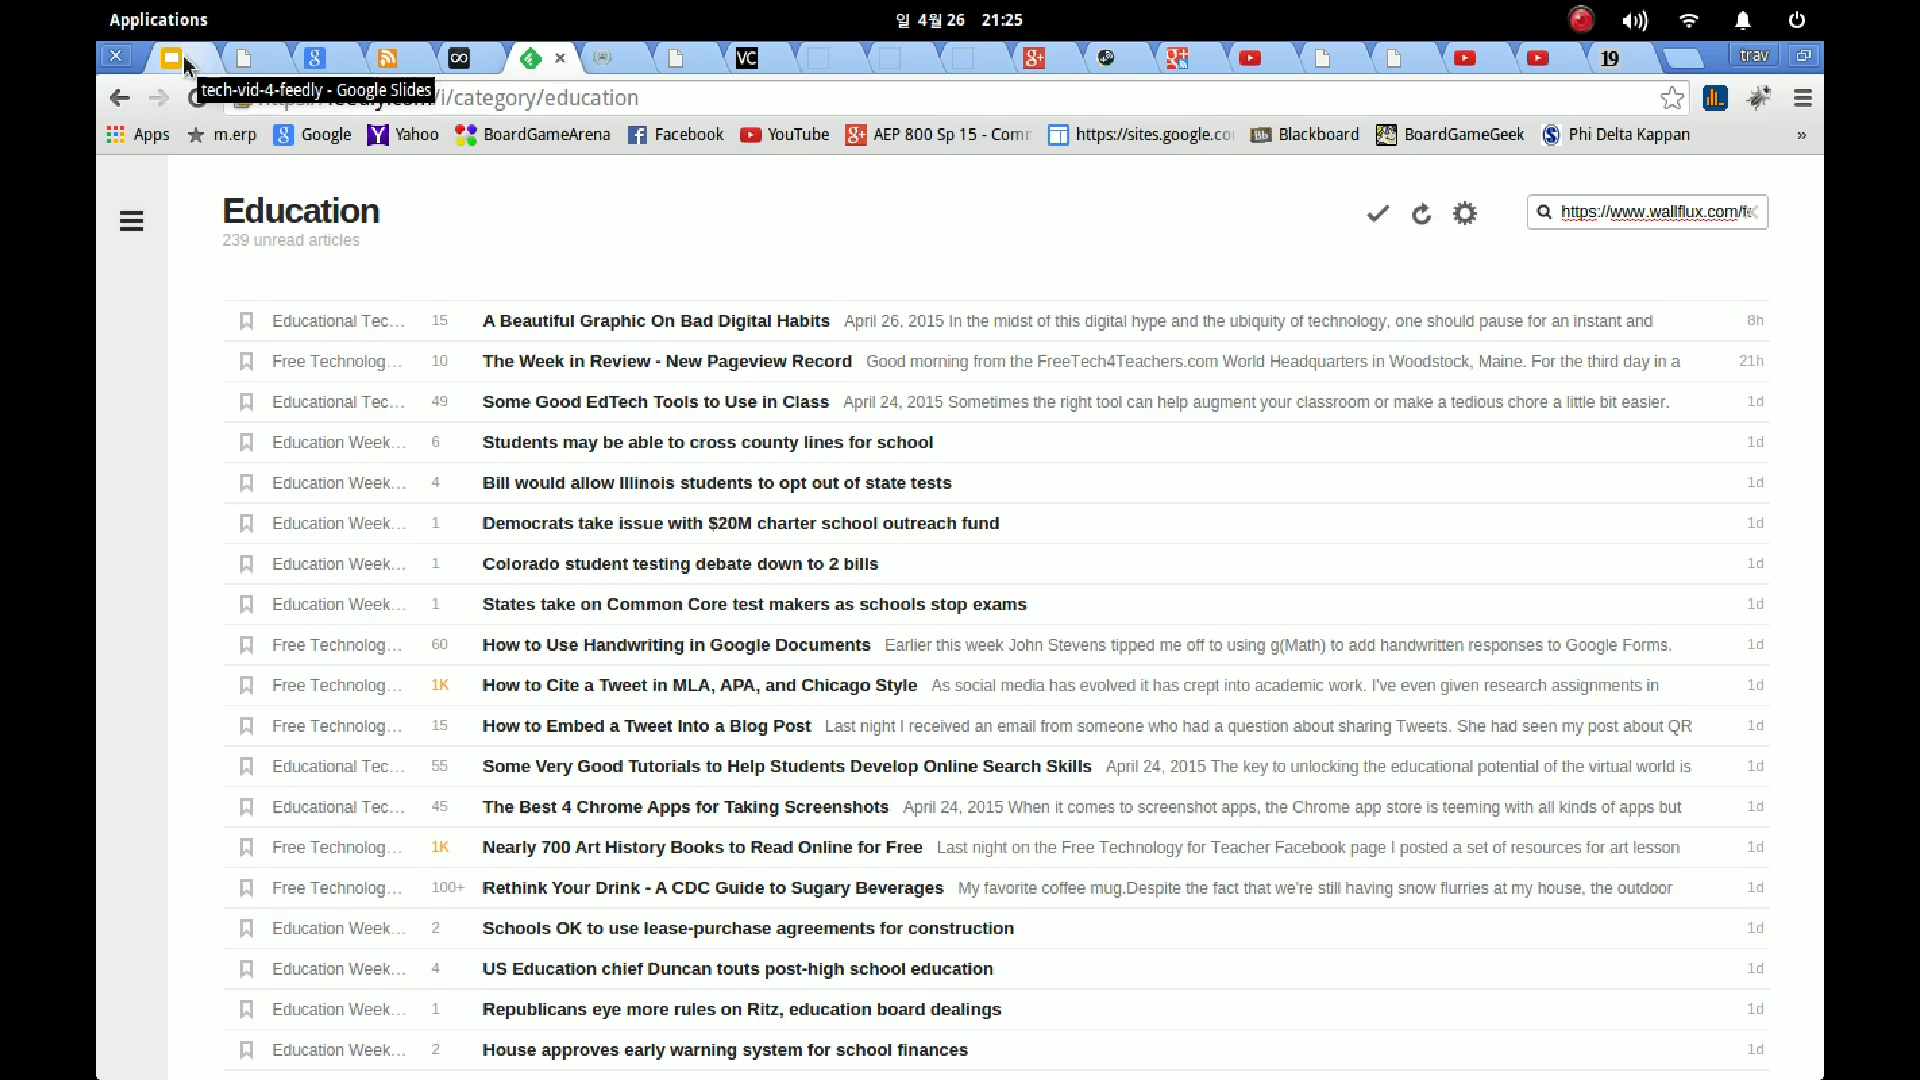 Applications
일 4월 26 21:25
VC
19
trav
tech-vid-4-feedly - Google Slides
/i/category/education
Apps
m.erp
Google
Yahoo
BoardGameArena
Facebook
YouTube
AEP 800 Sp 15 - Comm
https://sites.google.co
Blackboard
BoardGameGeek
Phi Delta Kappan
»
Education
239 unread articles
https://www.wallflux.com/f
Educational Tec... 15 A Beautiful Graphic On Bad Digital Habits April 26, 2015 In the midst of this digital hype and the ubiquity of technology, one should pause for an instant and 8h
Free Technolog... 10 The Week in Review - New Pageview Record Good morning from the FreeTech4Teachers.com World Headquarters in Woodstock, Maine. For the third day in a 21h
Educational Tec... 49 Some Good EdTech Tools to Use in Class April 24, 2015 Sometimes the right tool can help augment your classroom or make a tedious chore a little bit easier. 1d
Education Week... 6 Students may be able to cross county lines for school 1d
Education Week... 4 Bill would allow Illinois students to opt out of state tests 1d
Education Week... 1 Democrats take issue with $20M charter school outreach fund 1d
Education Week... 1 Colorado student testing debate down to 2 bills 1d
Education Week... 1 States take on Common Core test makers as schools stop exams 1d
Free Technolog... 60 How to Use Handwriting in Google Documents Earlier this week John Stevens tipped me off to using g(Math) to add handwritten responses to Google Forms. 1d
Free Technolog... 1K How to Cite a Tweet in MLA, APA, and Chicago Style As social media has evolved it has crept into academic work. I've even given research assignments in 1d
Free Technolog... 15 How to Embed a Tweet Into a Blog Post Last night I received an email from someone who had a question about sharing Tweets. She had seen my post about QR 1d
Educational Tec... 55 Some Very Good Tutorials to Help Students Develop Online Search Skills April 24, 2015 The key to unlocking the educational potential of the virtual world is 1d
Educational Tec... 45 The Best 4 Chrome Apps for Taking Screenshots April 24, 2015 When it comes to screenshot apps, the Chrome app store is teeming with all kinds of apps but 1d
Free Technolog... 1K Nearly 700 Art History Books to Read Online for Free Last night on the Free Technology for Teacher Facebook page I posted a set of resources for art lesson 1d
Free Technolog... 100+ Rethink Your Drink - A CDC Guide to Sugary Beverages My favorite coffee mug.Despite the fact that we're still having snow flurries at my house, the outdoor 1d
Education Week... 2 Schools OK to use lease-purchase agreements for construction 1d
Education Week... 4 US Education chief Duncan touts post-high school education 1d
Education Week... 1 Republicans eye more rules on Ritz, education board dealings 1d
Education Week... 2 House approves early warning system for school finances 1d